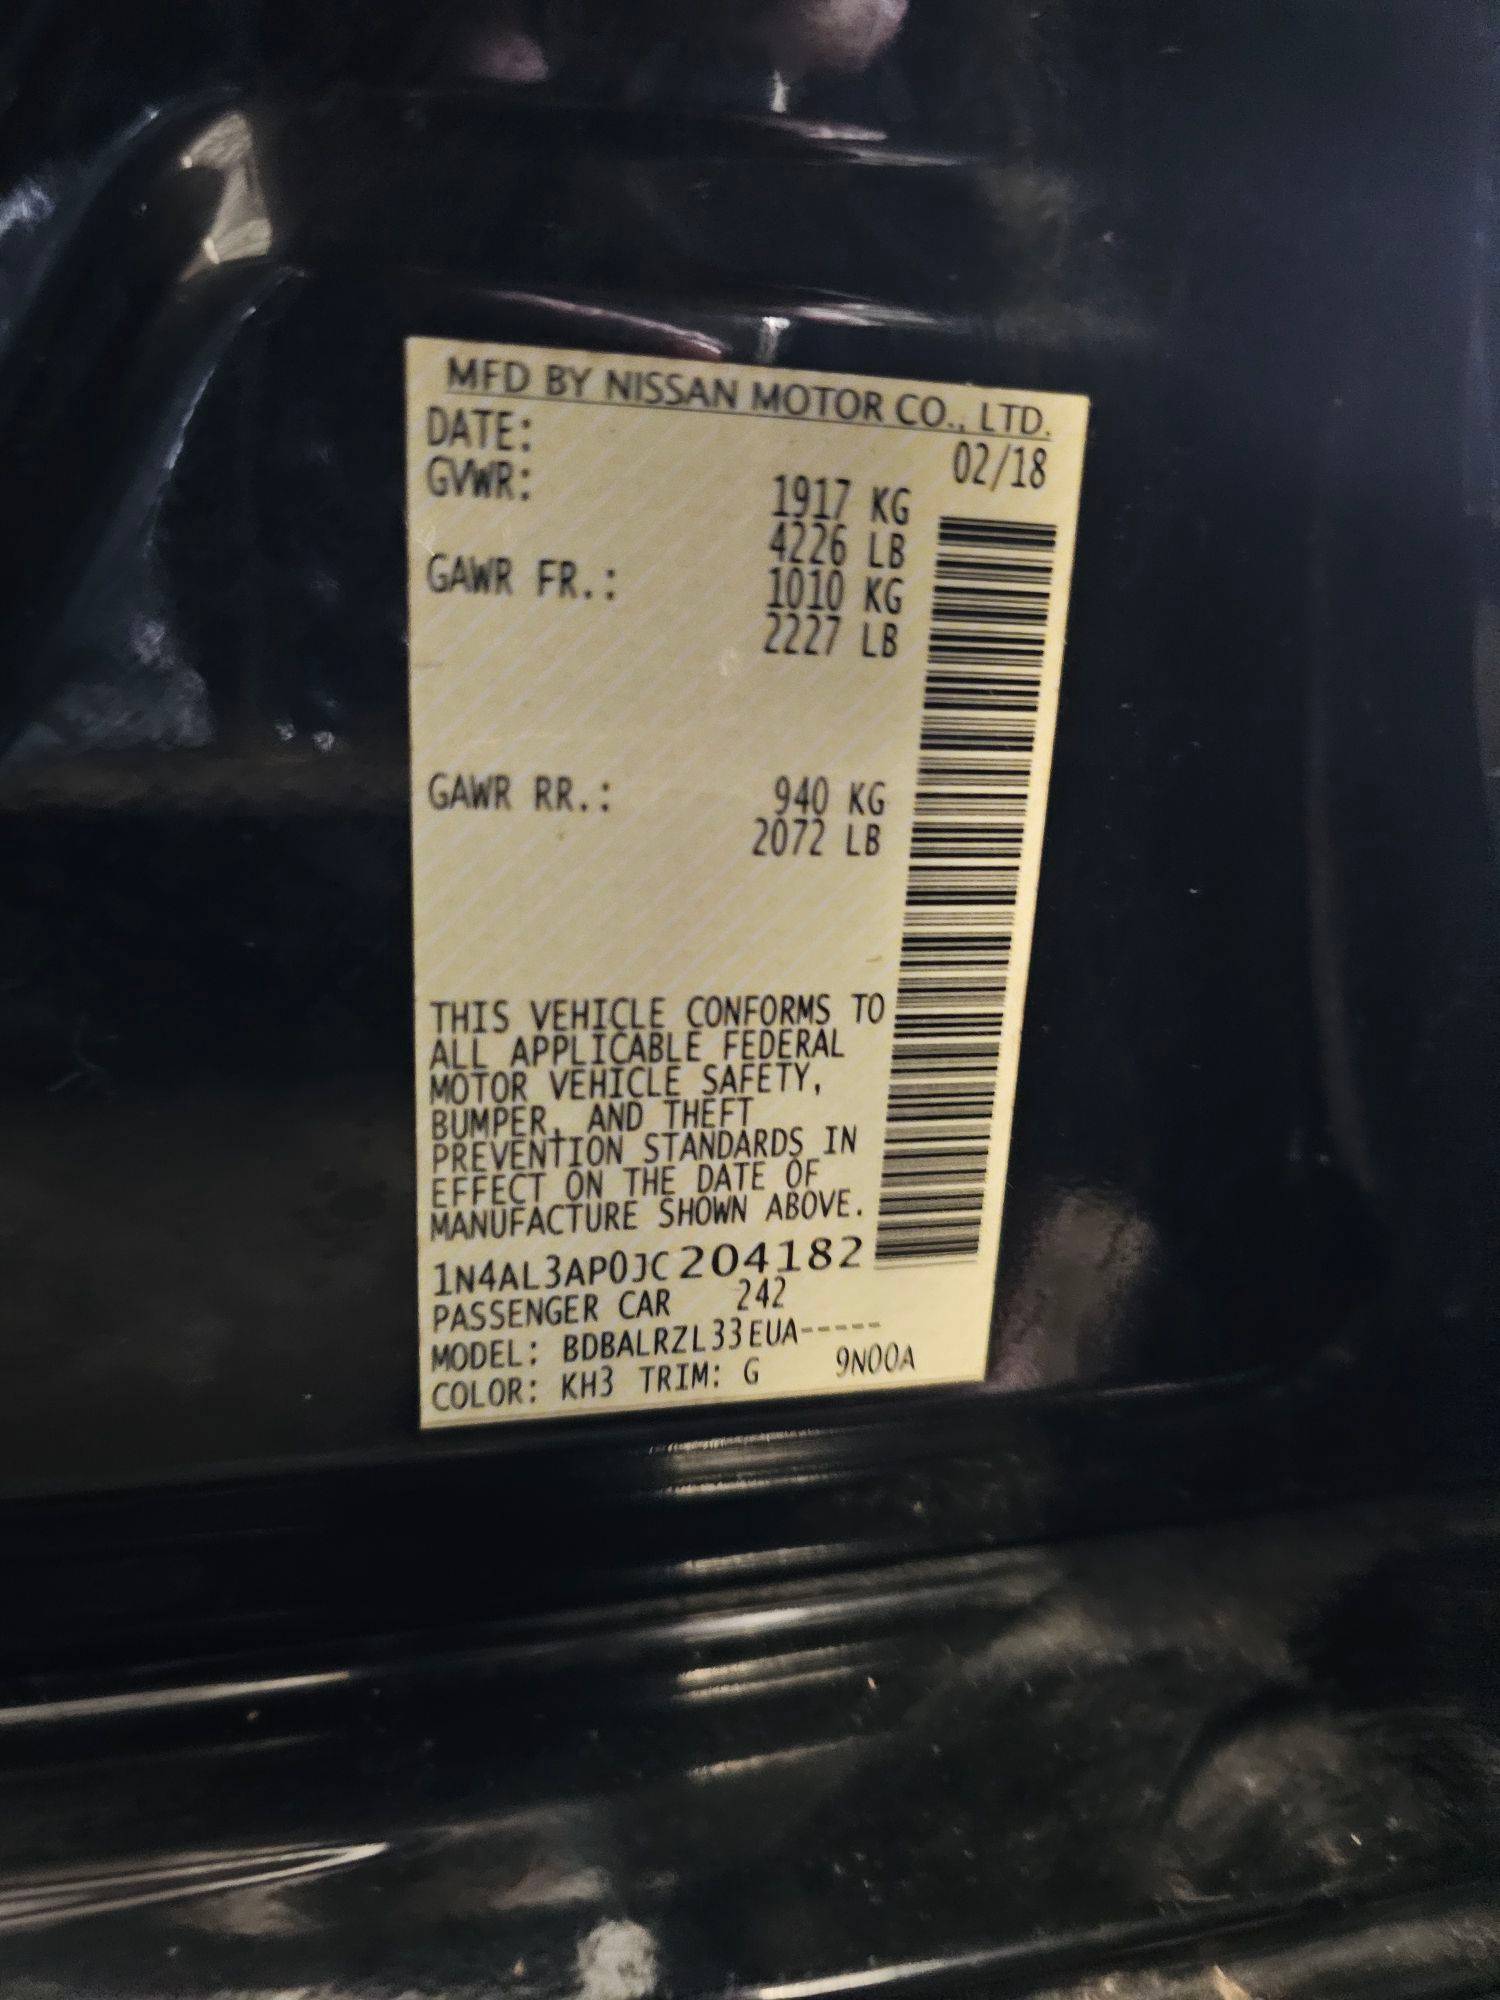 MFD BY NISSAN MOTOR CO., LTD.
DATE: 02/18
GVWR: 1917 KG
4226 LB
GAWR FR.: 1010 KG
2227 LB
GAWR RR.: 940 KG
2072 LB
THIS VEHICLE CONFORMS TO
ALL APPLICABLE FEDERAL
MOTOR VEHICLE SAFETY,
BUMPER, AND THEFT
PREVENTION STANDARDS IN
EFFECT ON THE DATE OF
MANUFACTURE SHOWN ABOVE.
1N4AL3AP0JC204182
PASSENGER CAR 242
MODEL: BDBALRZL33EUA-----
COLOR: KH3 TRIM: G 9N00A